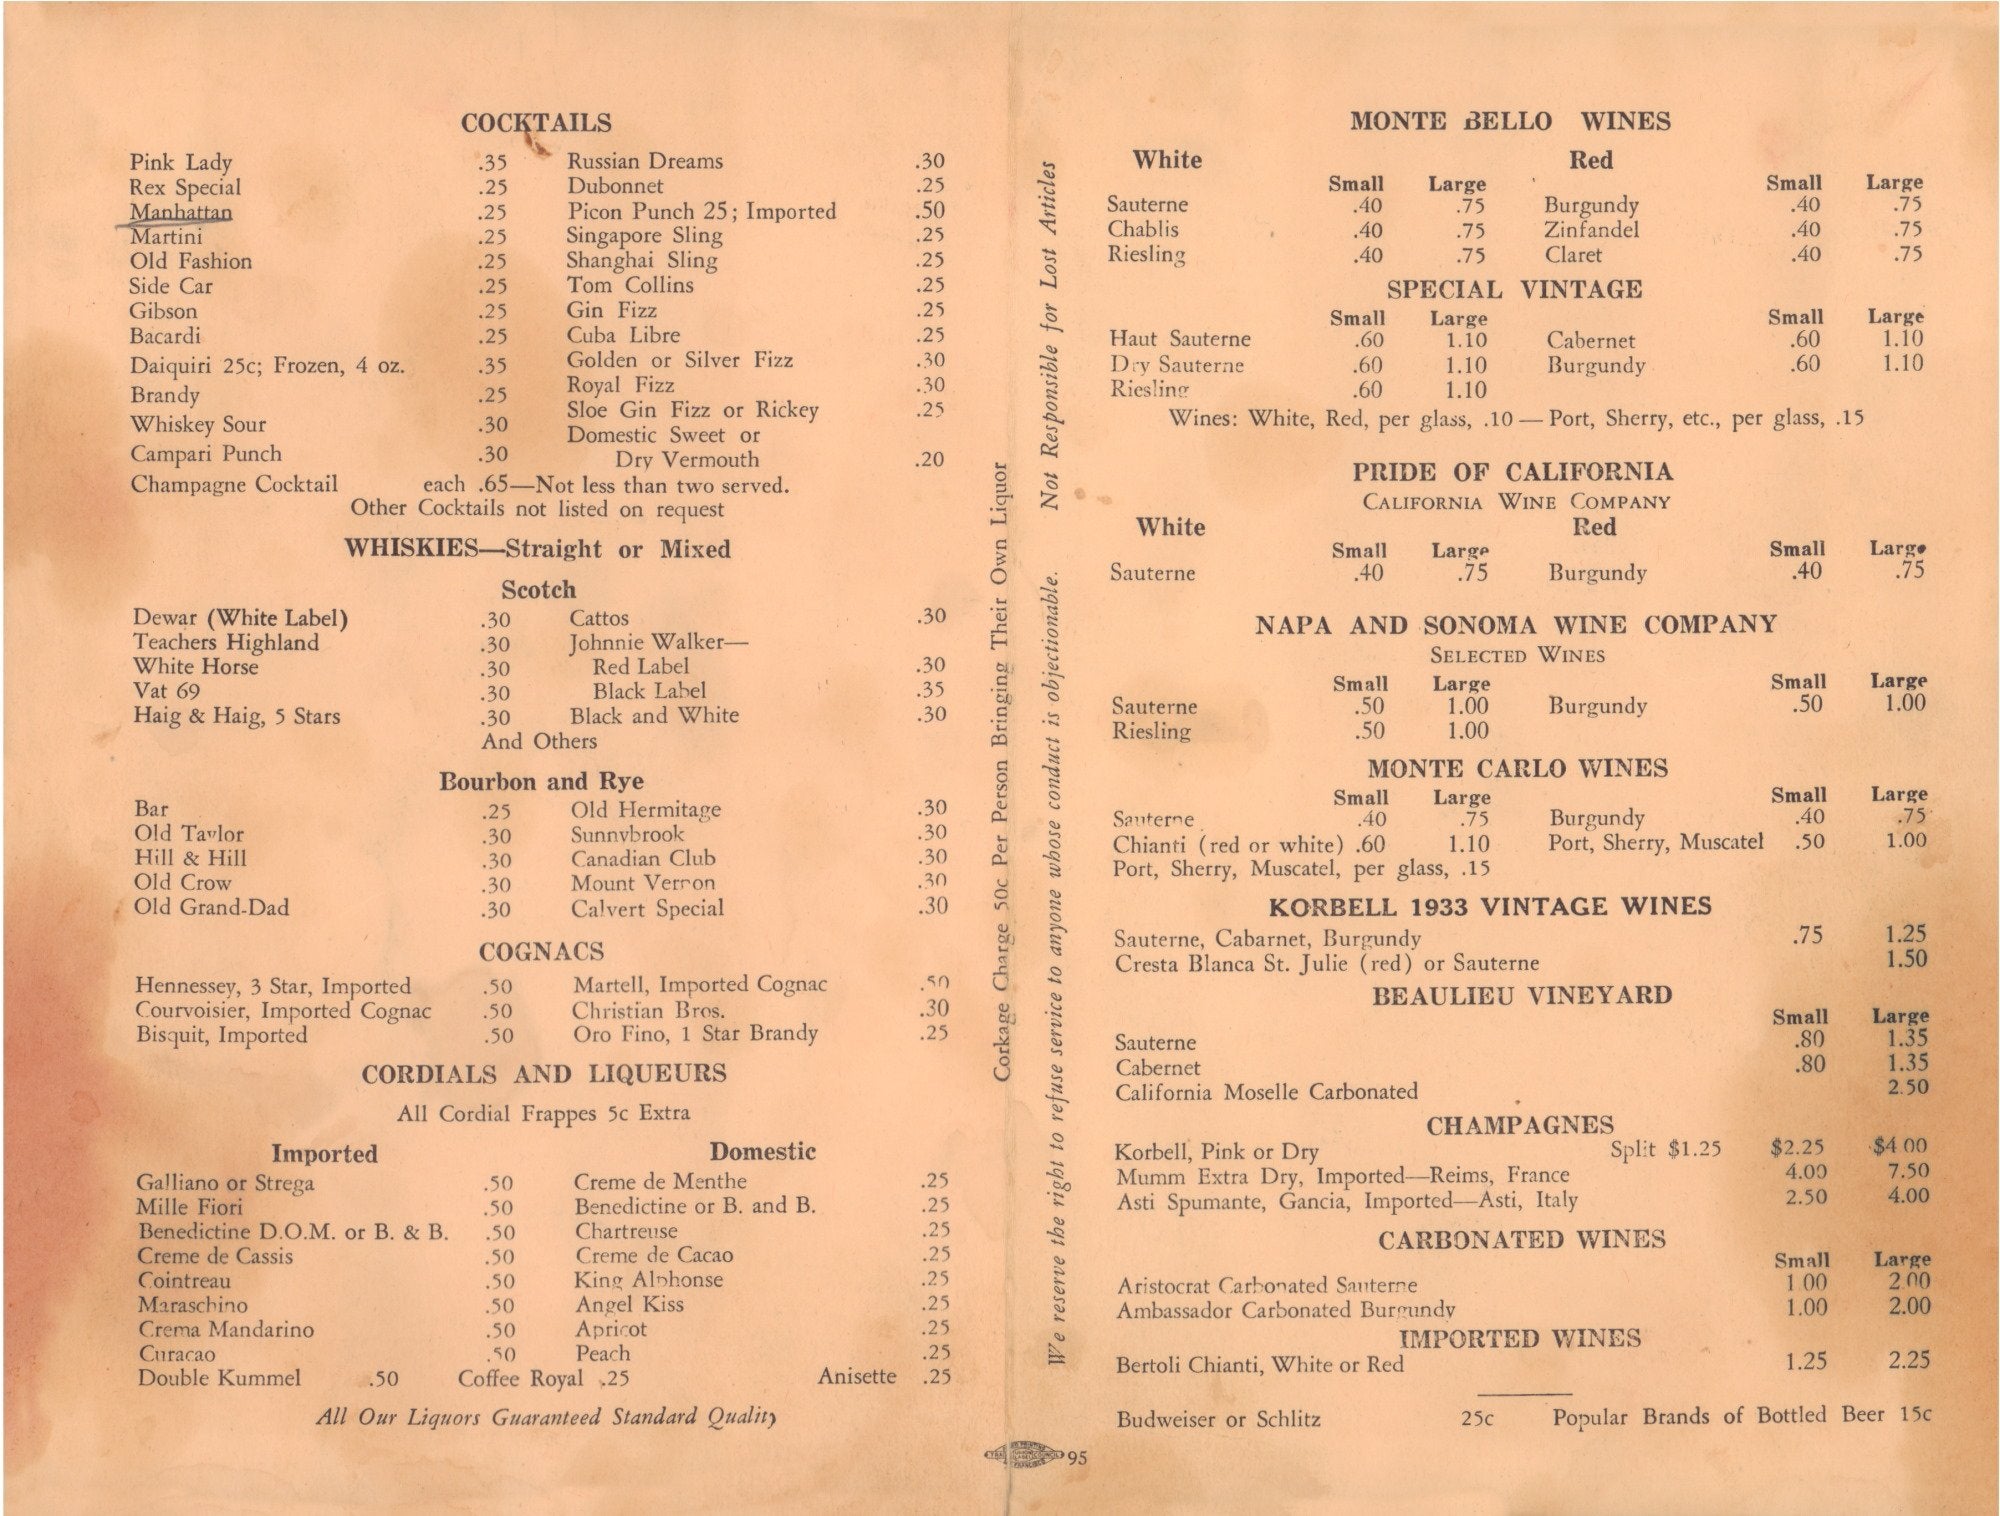 COCKTAILS
Pink Lady .35
Rex Special .25
Manhattan .25
Martini .25
Old Fashion .25
Side Car .25
Gibson .25
Bacardi .25
Daiquiri 25c; Frozen, 4 oz. .35
Brandy .25
Whiskey Sour .30
Campari Punch .30
Russian Dreams .30
Dubonnet .25
Picon Punch 25; Imported .50
Singapore Sling .25
Shanghai Sling .25
Tom Collins .25
Gin Fizz .25
Cuba Libre .25
Golden or Silver Fizz .30
Royal Fizz .30
Sloe Gin Fizz or Rickey .25
Domestic Sweet or
Dry Vermouth .20
Champagne Cocktail each .65—Not less than two served.
Other Cocktails not listed on request
WHISKIES—Straight or Mixed
Scotch
Dewar (White Label) .30
Teachers Highland .30
White Horse .30
Vat 69 .30
Haig & Haig, 5 Stars .30
Cattos .30
Johnnie Walker—
Red Label .30
Black Label .35
Black and White .30
And Others
Bourbon and Rye
Bar .25
Old Taylor .30
Hill & Hill .30
Old Crow .30
Old Grand-Dad .30
Old Hermitage .30
Sunnybrook .30
Canadian Club .30
Mount Vernon .30
Calvert Special .30
COGNACS
Hennessey, 3 Star, Imported .50
Courvoisier, Imported Cognac .50
Bisquit, Imported .50
Martell, Imported Cognac .50
Christian Bros. .30
Oro Fino, 1 Star Brandy .25
CORDIALS AND LIQUEURS
All Cordial Frappes 5c Extra
Imported
Galliano or Strega .50
Mille Fiori .50
Benedictine D.O.M. or B. & B. .50
Creme de Cassis .50
Cointreau .50
Maraschino .50
Crema Mandarino .50
Curacao .50
Domestic
Creme de Menthe .25
Benedictine or B. and B. .25
Chartreuse .25
Creme de Cacao .25
King Alphonse .25
Angel Kiss .25
Apricot .25
Peach .25
Double Kummel .50 Coffee Royal .25 Anisette .25
All Our Liquors Guaranteed Standard Quality
Corkage Charge 50c Per Person Bringing Their Own Liquor
We reserve the right to refuse service to anyone whose conduct is objectionable. Not Responsible for Lost Articles
95
MONTE BELLO WINES
White Red
Small Large Small Large
Sauterne .40 .75 Burgundy .40 .75
Chablis .40 .75 Zinfandel .40 .75
Riesling .40 .75 Claret .40 .75
SPECIAL VINTAGE
Small Large Small Large
Haut Sauterne .60 1.10 Cabernet .60 1.10
Dry Sauterne .60 1.10 Burgundy .60 1.10
Riesling .60 1.10
Wines: White, Red, per glass, .10—Port, Sherry, etc., per glass, .15
PRIDE OF CALIFORNIA
CALIFORNIA WINE COMPANY
White Red
Small Large Small Large
Sauterne .40 .75 Burgundy .40 .75
NAPA AND SONOMA WINE COMPANY
SELECTED WINES
Small Large Small Large
Sauterne .50 1.00 Burgundy .50 1.00
Riesling .50 1.00
MONTE CARLO WINES
Small Large Small Large
Sauterne .40 .75 Burgundy .40 .75
Chianti (red or white) .60 1.10 Port, Sherry, Muscatel .50 1.00
Port, Sherry, Muscatel, per glass, .15
KORBELL 1933 VINTAGE WINES
Sauterne, Cabarnet, Burgundy .75 1.25
Cresta Blanca St. Julie (red) or Sauterne 1.50
BEAULIEU VINEYARD
Small Large
Sauterne .80 1.35
Cabernet .80 1.35
California Moselle Carbonated 2.50
CHAMPAGNES
Korbell, Pink or Dry Split $1.25 $2.25 $4.00
Mumm Extra Dry, Imported—Reims, France 4.00 7.50
Asti Spumante, Gancia, Imported—Asti, Italy 2.50 4.00
CARBONATED WINES
Small Large
Aristocrat Carbonated Sauterne 1.00 2.00
Ambassador Carbonated Burgundy 1.00 2.00
IMPORTED WINES
Bertoli Chianti, White or Red 1.25 2.25
Budweiser or Schlitz 25c Popular Brands of Bottled Beer 15c